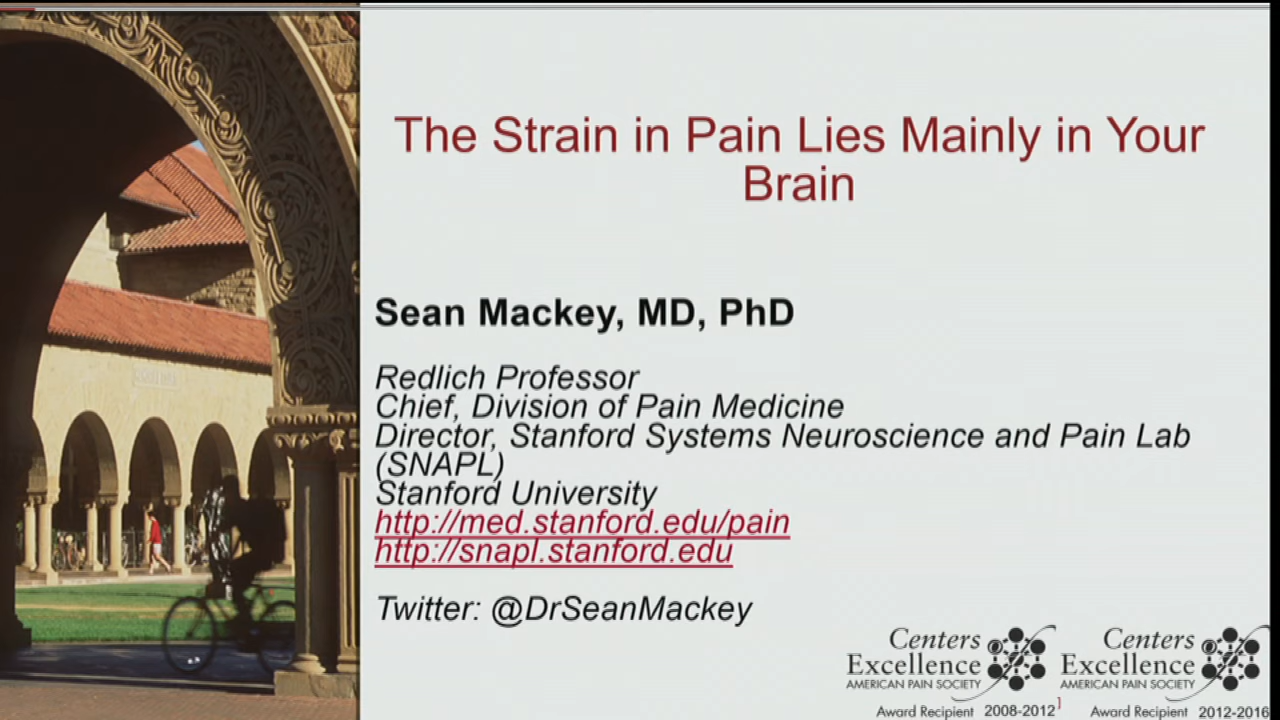 The Strain in Pain Lies Mainly in Your
Brain
Sean Mackey, MD, PhD
Redlich Professor
Chief, Division of Pain Medicine
Director, Stanford Systems Neuroscience and Pain Lab
(SNAPL)
Stanford University
http://med.stanford.edu/pain
http://snapl.stanford.edu
Twitter: @DrSeanMackey
Centers
Excellence
AMERICAN PAIN SOCIETY
Award Recipient 2008-2012
1
Centers
Excellence
AMERICAN PAIN SOCIETY
Award Recipient 2012-2016